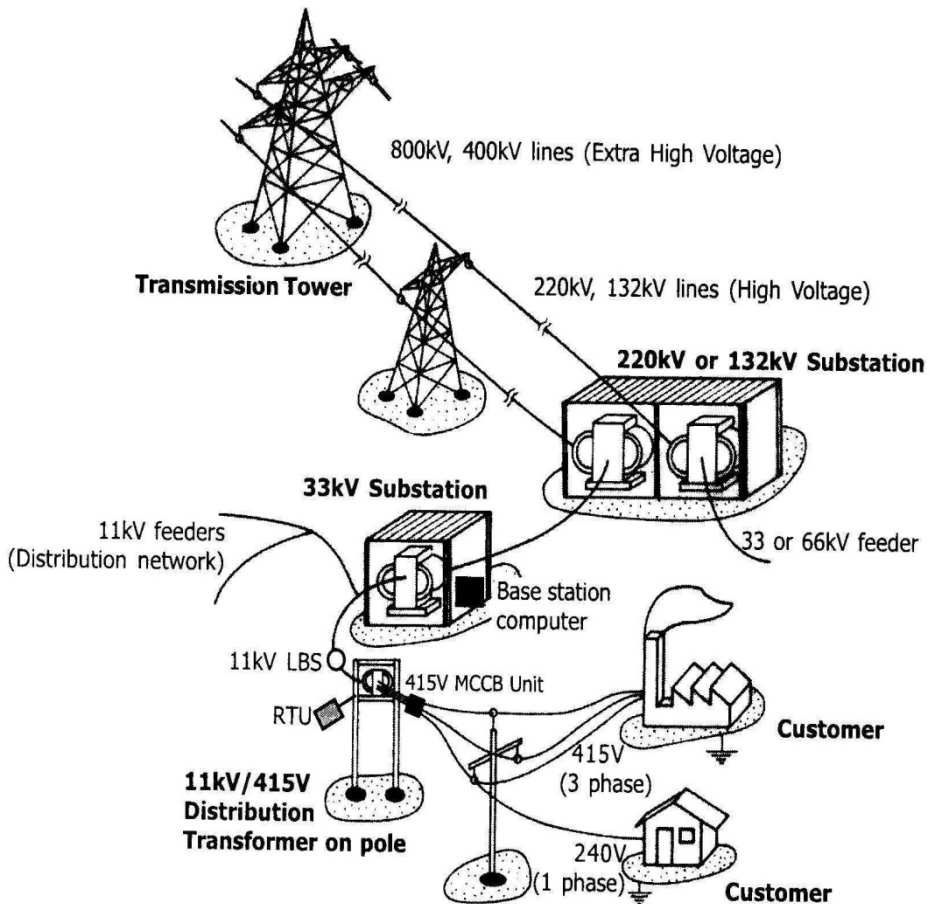 800kV, 400kV lines (Extra High Voltage)
Transmission Tower
220kV, 132kV lines (High Voltage)
220kV or 132kV Substation
33kV Substation
11kV feeders
(Distribution network)
33 or 66kV feeder
Base station
computer
11kV LBS
415V MCCB Unit
RTU
Customer
415V
(3 phase)
11kV/415V
Distribution
Transformer on pole
240V
(1 phase)
Customer